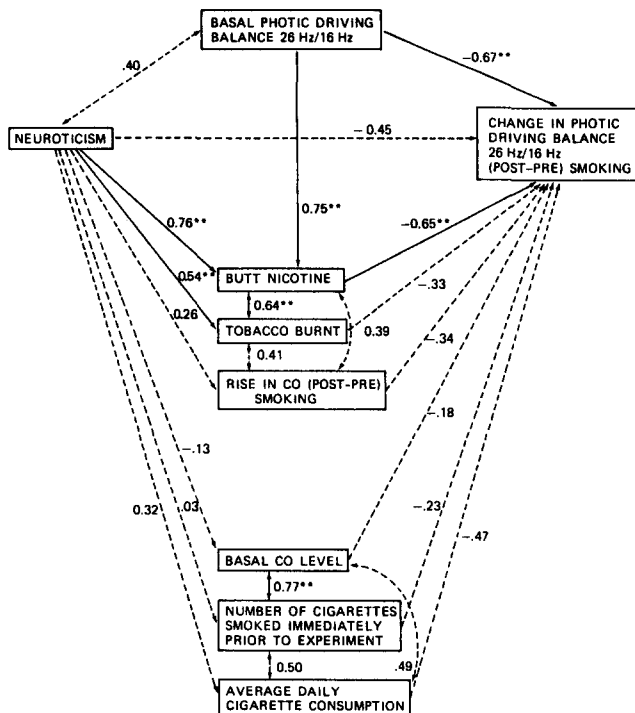 BASAL PHOTIC DRIVING
BALANCE 26 Hz/16 Hz
.40
-0.67**
NEUROTICISM
-0.45
CHANGE IN PHOTIC
DRIVING BALANCE
26 Hz/16 Hz
(POST-PRE) SMOKING
0.76**
0.75**
-0.65**
0.54**
BUTT NICOTINE
-.33
0.26
0.64**
0.39
TOBACCO BURNT
-.34
0.41
RISE IN CO (POST-PRE)
SMOKING
-.18
-.13
0.32
.03
-.23
-.47
BASAL CO LEVEL
0.77**
NUMBER OF CIGARETTES
SMOKED IMMEDIATELY
PRIOR TO EXPERIMENT
0.50
.49
AVERAGE DAILY
CIGARETTE CONSUMPTION